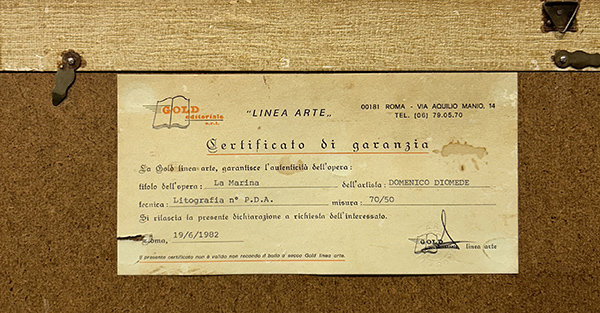 GOLD
editoriale
s.r.l.
"LINEA ARTE„
00181 ROMA - VIA AQUILIO MANIO, 14
TEL. (06) 79.05.70
Certificato di garanzia
La Gold linea arte, garantisce l'autenticità dell'opera:
titolo dell'opera: La Marina dell'artista: DOMENICO DIOMEDE
tecnica: Litografia n° P.D.A. misura: 70/50
Si rilascia la presente dichiarazione a richiesta dell'interessato.
Roma, 19/6/1982
GOLD linea arte
Il presente certificato non è valido non recando il bollo a secco Gold linea arte.